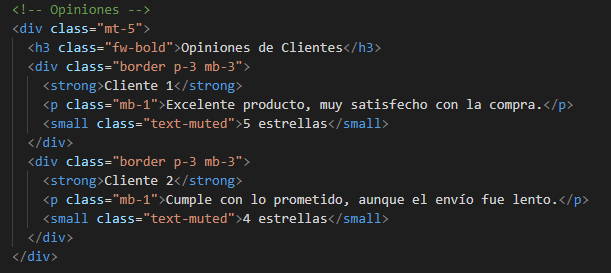 <!-- Opiniones -->
<div class="mt-5">
  <h3 class="fw-bold">Opiniones de Clientes</h3>
  <div class="border p-3 mb-3">
    <strong>Cliente 1</strong>
    <p class="mb-1">Excelente producto, muy satisfecho con la compra.</p>
    <small class="text-muted">5 estrellas</small>
  </div>
  <div class="border p-3 mb-3">
    <strong>Cliente 2</strong>
    <p class="mb-1">Cumple con lo prometido, aunque el envío fue lento.</p>
    <small class="text-muted">4 estrellas</small>
  </div>
</div>